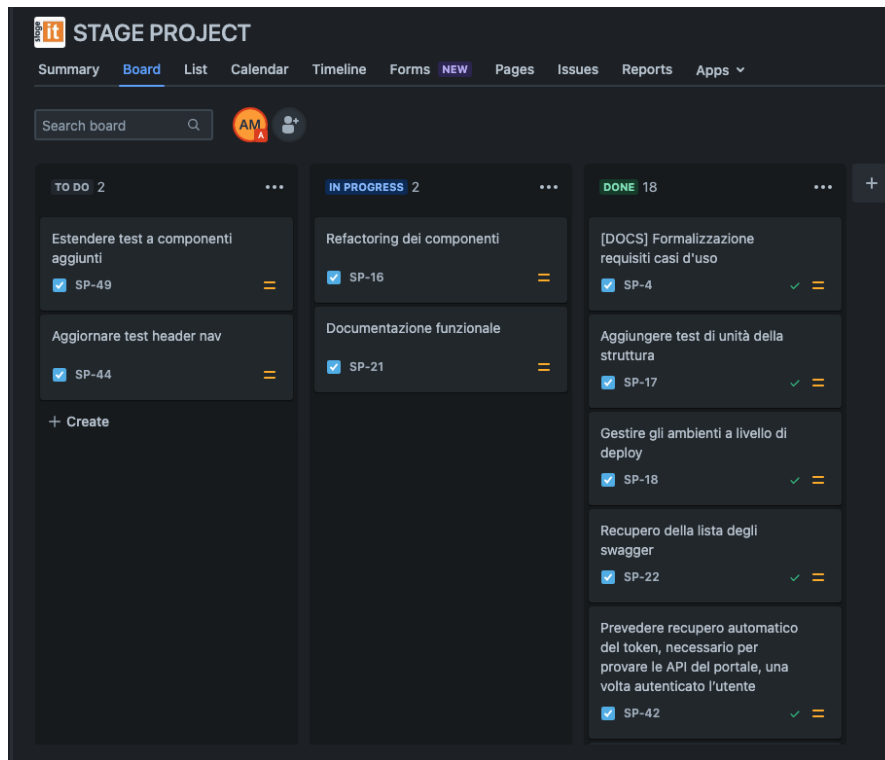 stage it STAGE PROJECT
Summary Board List Calendar Timeline Forms NEW Pages Issues Reports Apps
Search board AM A
TO DO 2
Estendere test a componenti
aggiunti
SP-49
Aggiornare test header nav
SP-44
+ Create
IN PROGRESS 2
Refactoring dei componenti
SP-16
Documentazione funzionale
SP-21
DONE 18
[DOCS] Formalizzazione
requisiti casi d'uso
SP-4
Aggiungere test di unità della
struttura
SP-17
Gestire gli ambienti a livello di
deploy
SP-18
Recupero della lista degli
swagger
SP-22
Prevedere recupero automatico
del token, necessario per
provare le API del portale, una
volta autenticato l’utente
SP-42